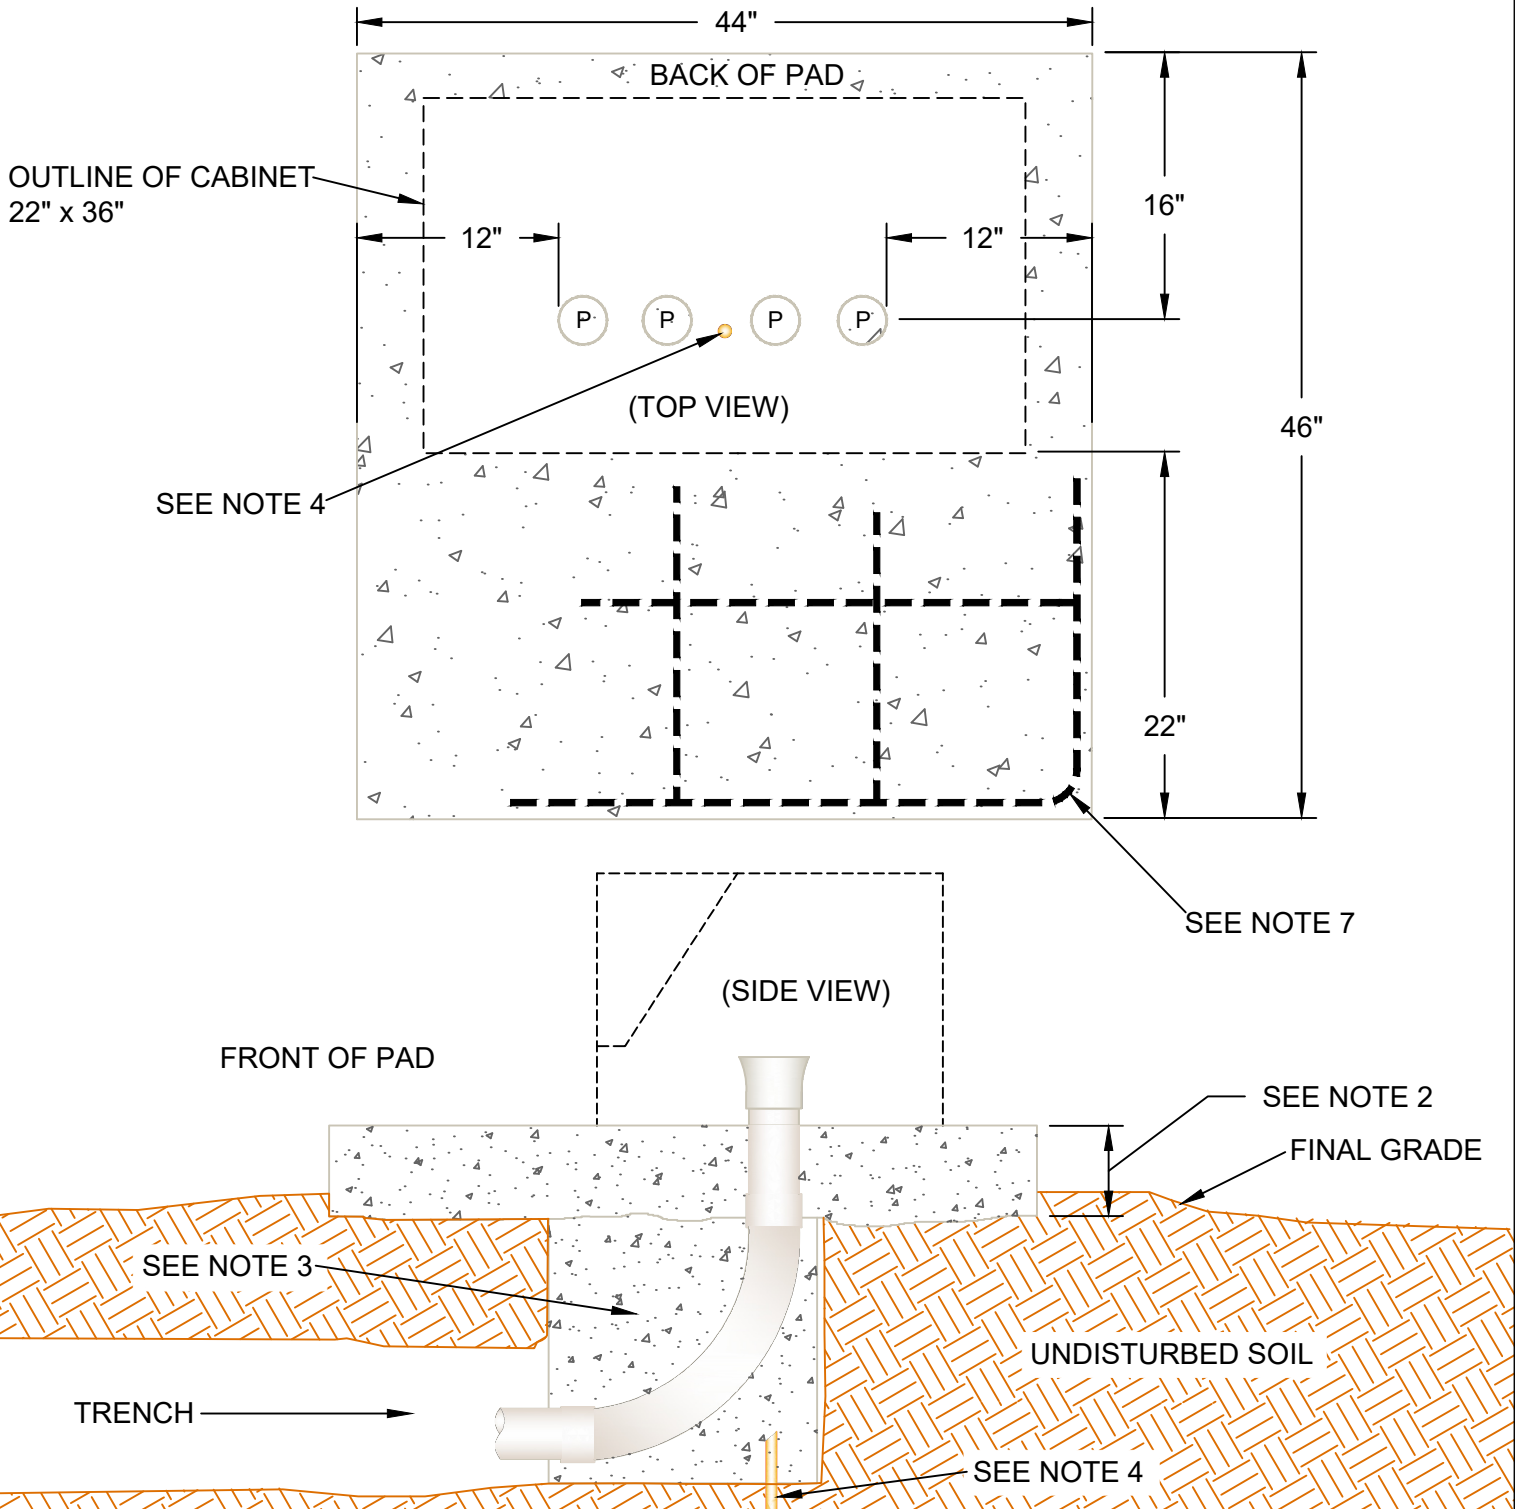 44"
BACK OF PAD
OUTLINE OF CABINET
22" x 36"
16"
12"
12"
P
P
P
P
(TOP VIEW)
46"
SEE NOTE 4
22"
SEE NOTE 7
(SIDE VIEW)
FRONT OF PAD
SEE NOTE 2
FINAL GRADE
SEE NOTE 3
UNDISTURBED SOIL
TRENCH
SEE NOTE 4